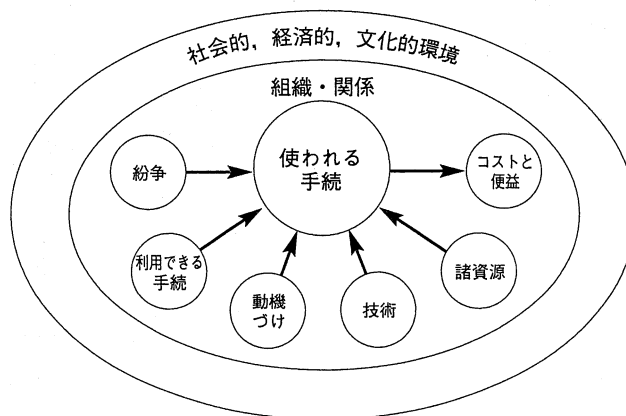 社会的，経済的，文化的環境
組織・関係
使われる
手続
紛争
コストと
便益
利用できる
手続
動機
づけ
技術
諸資源